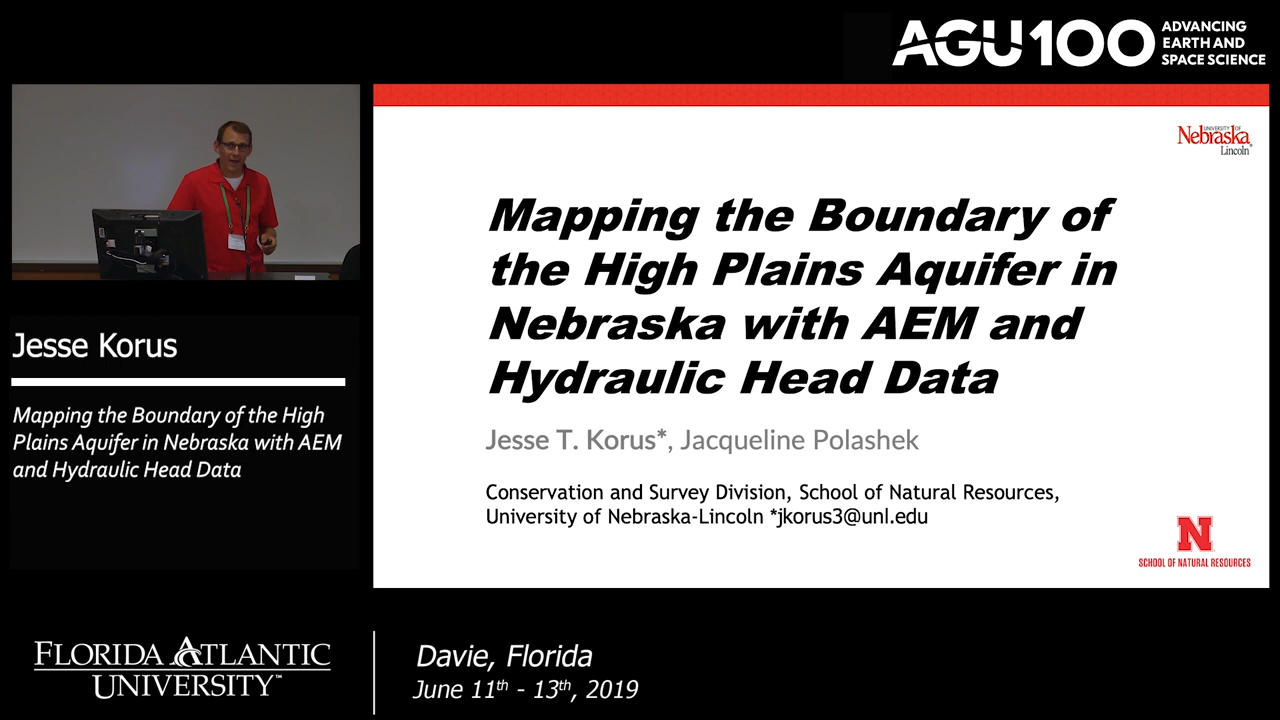 AGU100 ADVANCING
EARTH AND
SPACE SCIENCE
UNIVERSITY OF
Nebraska
Lincoln®
Mapping the Boundary of
the High Plains Aquifer in
Nebraska with AEM and
Hydraulic Head Data
Jesse T. Korus*, Jacqueline Polashek
Conservation and Survey Division, School of Natural Resources,
University of Nebraska-Lincoln *jkorus3@unl.edu
N
SCHOOL OF NATURAL RESOURCES
Jesse Korus
Mapping the Boundary of the High
Plains Aquifer in Nebraska with AEM
and Hydraulic Head Data
FLORIDA ATLANTIC
UNIVERSITY™
Davie, Florida
June 11th - 13th, 2019